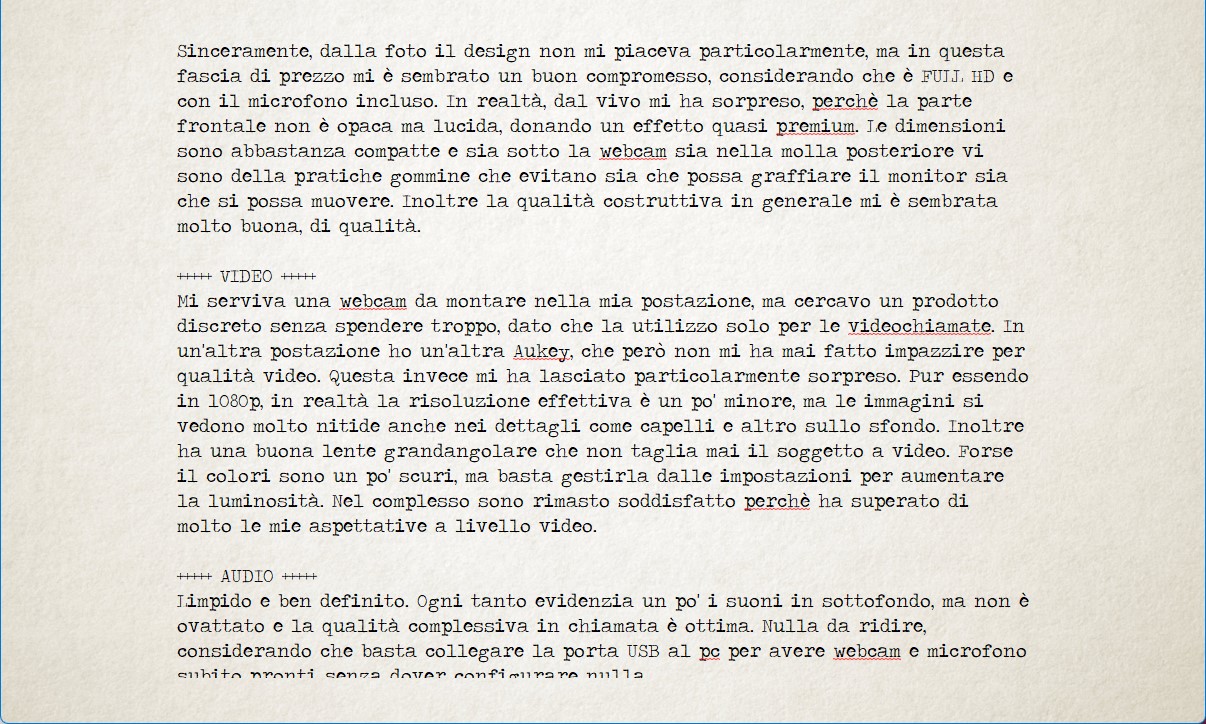 Sinceramente, dalla foto il design non mi piaceva particolarmente, ma in questa
fascia di prezzo mi è sembrato un buon compromesso, considerando che è FULL HD e
con il microfono incluso. In realtà, dal vivo mi ha sorpreso, perchè la parte
frontale non è opaca ma lucida, donando un effetto quasi premium. Le dimensioni
sono abbastanza compatte e sia sotto la webcam sia nella molla posteriore vi
sono della pratiche gommine che evitano sia che possa graffiare il monitor sia
che si possa muovere. Inoltre la qualità costruttiva in generale mi è sembrata
molto buona, di qualità.
+++++ VIDEO +++++
Mi serviva una webcam da montare nella mia postazione, ma cercavo un prodotto
discreto senza spendere troppo, dato che la utilizzo solo per le videochiamate. In
un'altra postazione ho un'altra Aukey, che però non mi ha mai fatto impazzire per
qualità video. Questa invece mi ha lasciato particolarmente sorpreso. Pur essendo
in 1080p, in realtà la risoluzione effettiva è un po' minore, ma le immagini si
vedono molto nitide anche nei dettagli come capelli e altro sullo sfondo. Inoltre
ha una buona lente grandangolare che non taglia mai il soggetto a video. Forse
il colori sono un po' scuri, ma basta gestirla dalle impostazioni per aumentare
la luminosità. Nel complesso sono rimasto soddisfatto perchè ha superato di
molto le mie aspettative a livello video.
+++++ AUDIO +++++
Limpido e ben definito. Ogni tanto evidenzia un po' i suoni in sottofondo, ma non è
ovattato e la qualità complessiva in chiamata è ottima. Nulla da ridire,
considerando che basta collegare la porta USB al pc per avere webcam e microfono
subito pronti senza dover configurare nulla